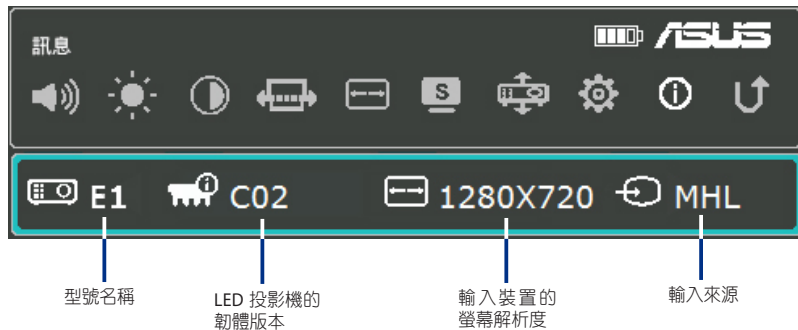 訊息
ASUS
S
E1
C02
1280X720
MHL
型號名稱
LED 投影機的
韌體版本
輸入裝置的
螢幕解析度
輸入來源